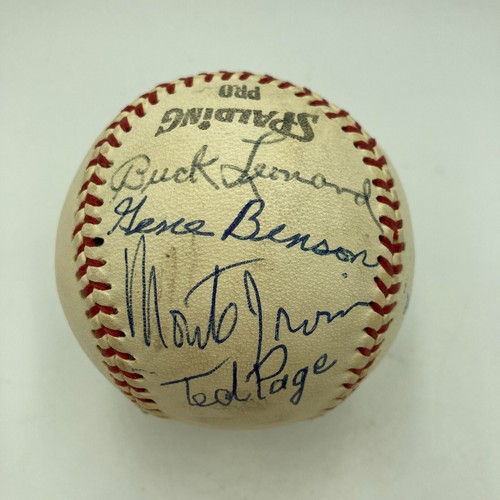 SPALDING
PRO
Buck Leonard
Gene Benson
Monte Irvin
Ted Page